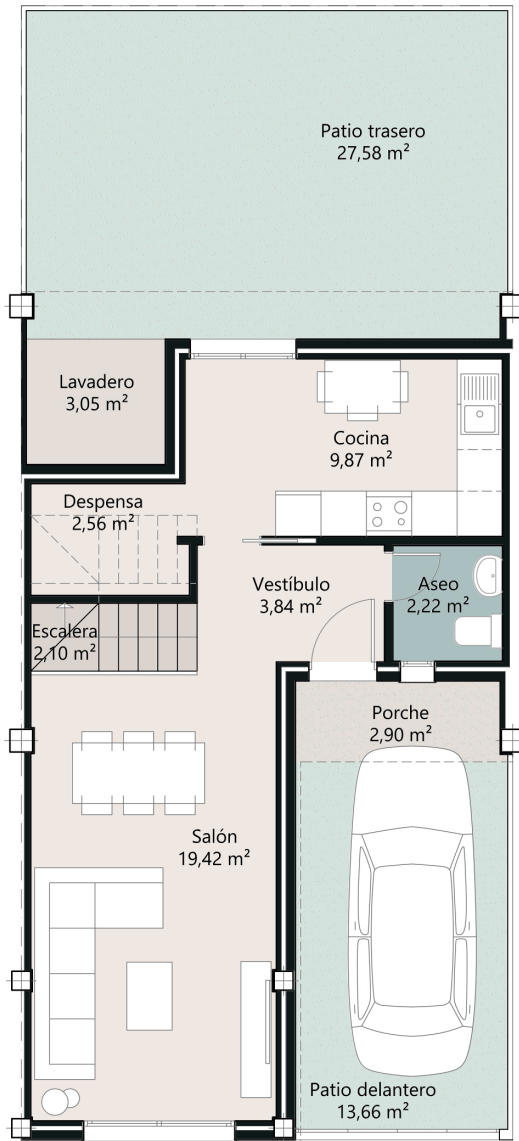 Patio trasero
27,58 m²
Lavadero
3,05 m²
Cocina
9,87 m²
Despensa
2,56 m²
Vestíbulo
3,84 m²
Aseo
2,22 m²
Escalera
2,10 m²
Porche
2,90 m²
Salón
19,42 m²
Patio delantero
13,66 m²